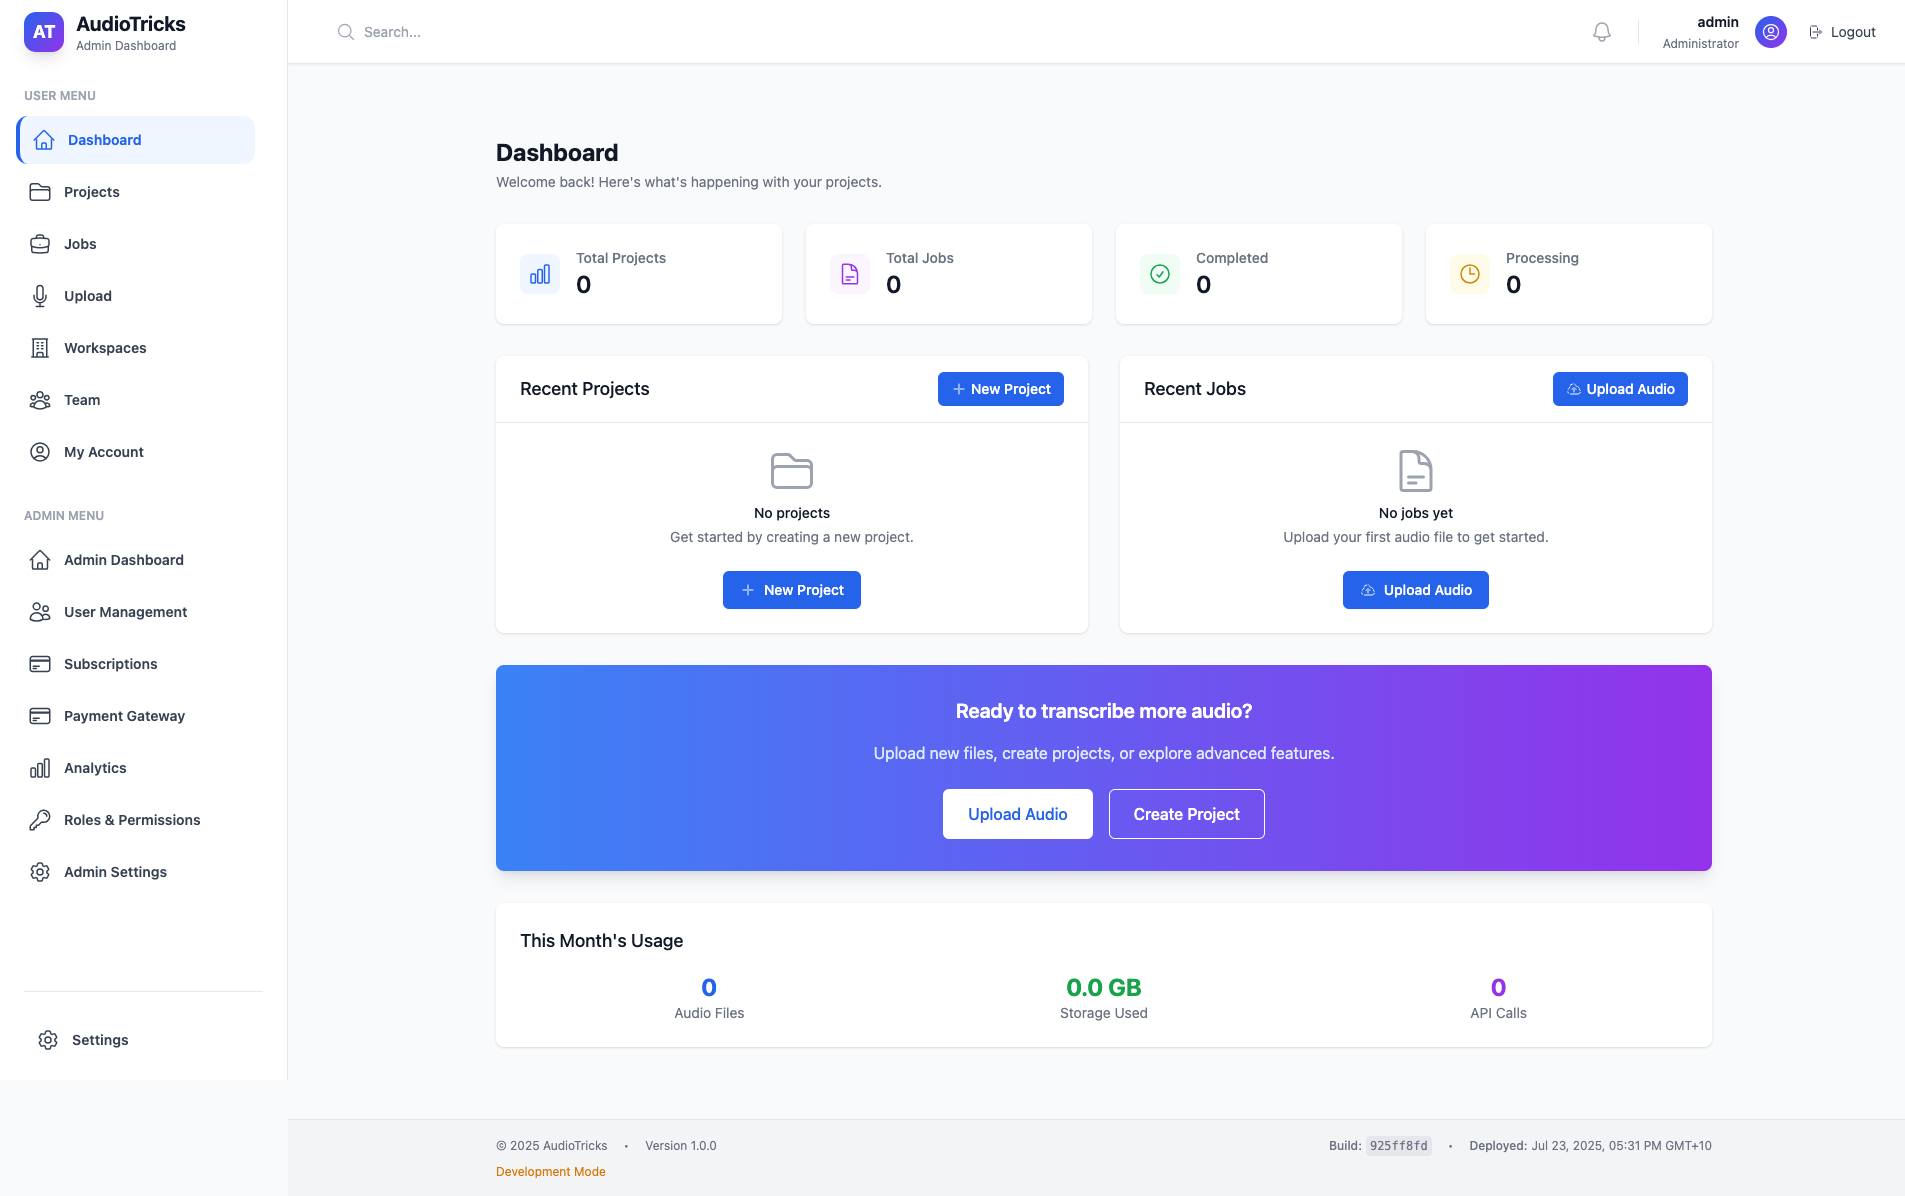 AT
AudioTricks
Admin Dashboard
USER MENU
Dashboard
Projects
Jobs
Upload
Workspaces
Team
My Account
ADMIN MENU
Admin Dashboard
User Management
Subscriptions
Payment Gateway
Analytics
Roles & Permissions
Admin Settings
Settings
Search...
admin
Administrator
Logout
Dashboard
Welcome back! Here's what's happening with your projects.
Total Projects
0
Total Jobs
0
Completed
0
Processing
0
Recent Projects
New Project
No projects
Get started by creating a new project.
New Project
Recent Jobs
Upload Audio
No jobs yet
Upload your first audio file to get started.
Upload Audio
Ready to transcribe more audio?
Upload new files, create projects, or explore advanced features.
Upload Audio
Create Project
This Month's Usage
0
Audio Files
0.0 GB
Storage Used
0
API Calls
© 2025 AudioTricks • Version 1.0.0
Development Mode
Build: 925ff8fd • Deployed: Jul 23, 2025, 05:31 PM GMT+10